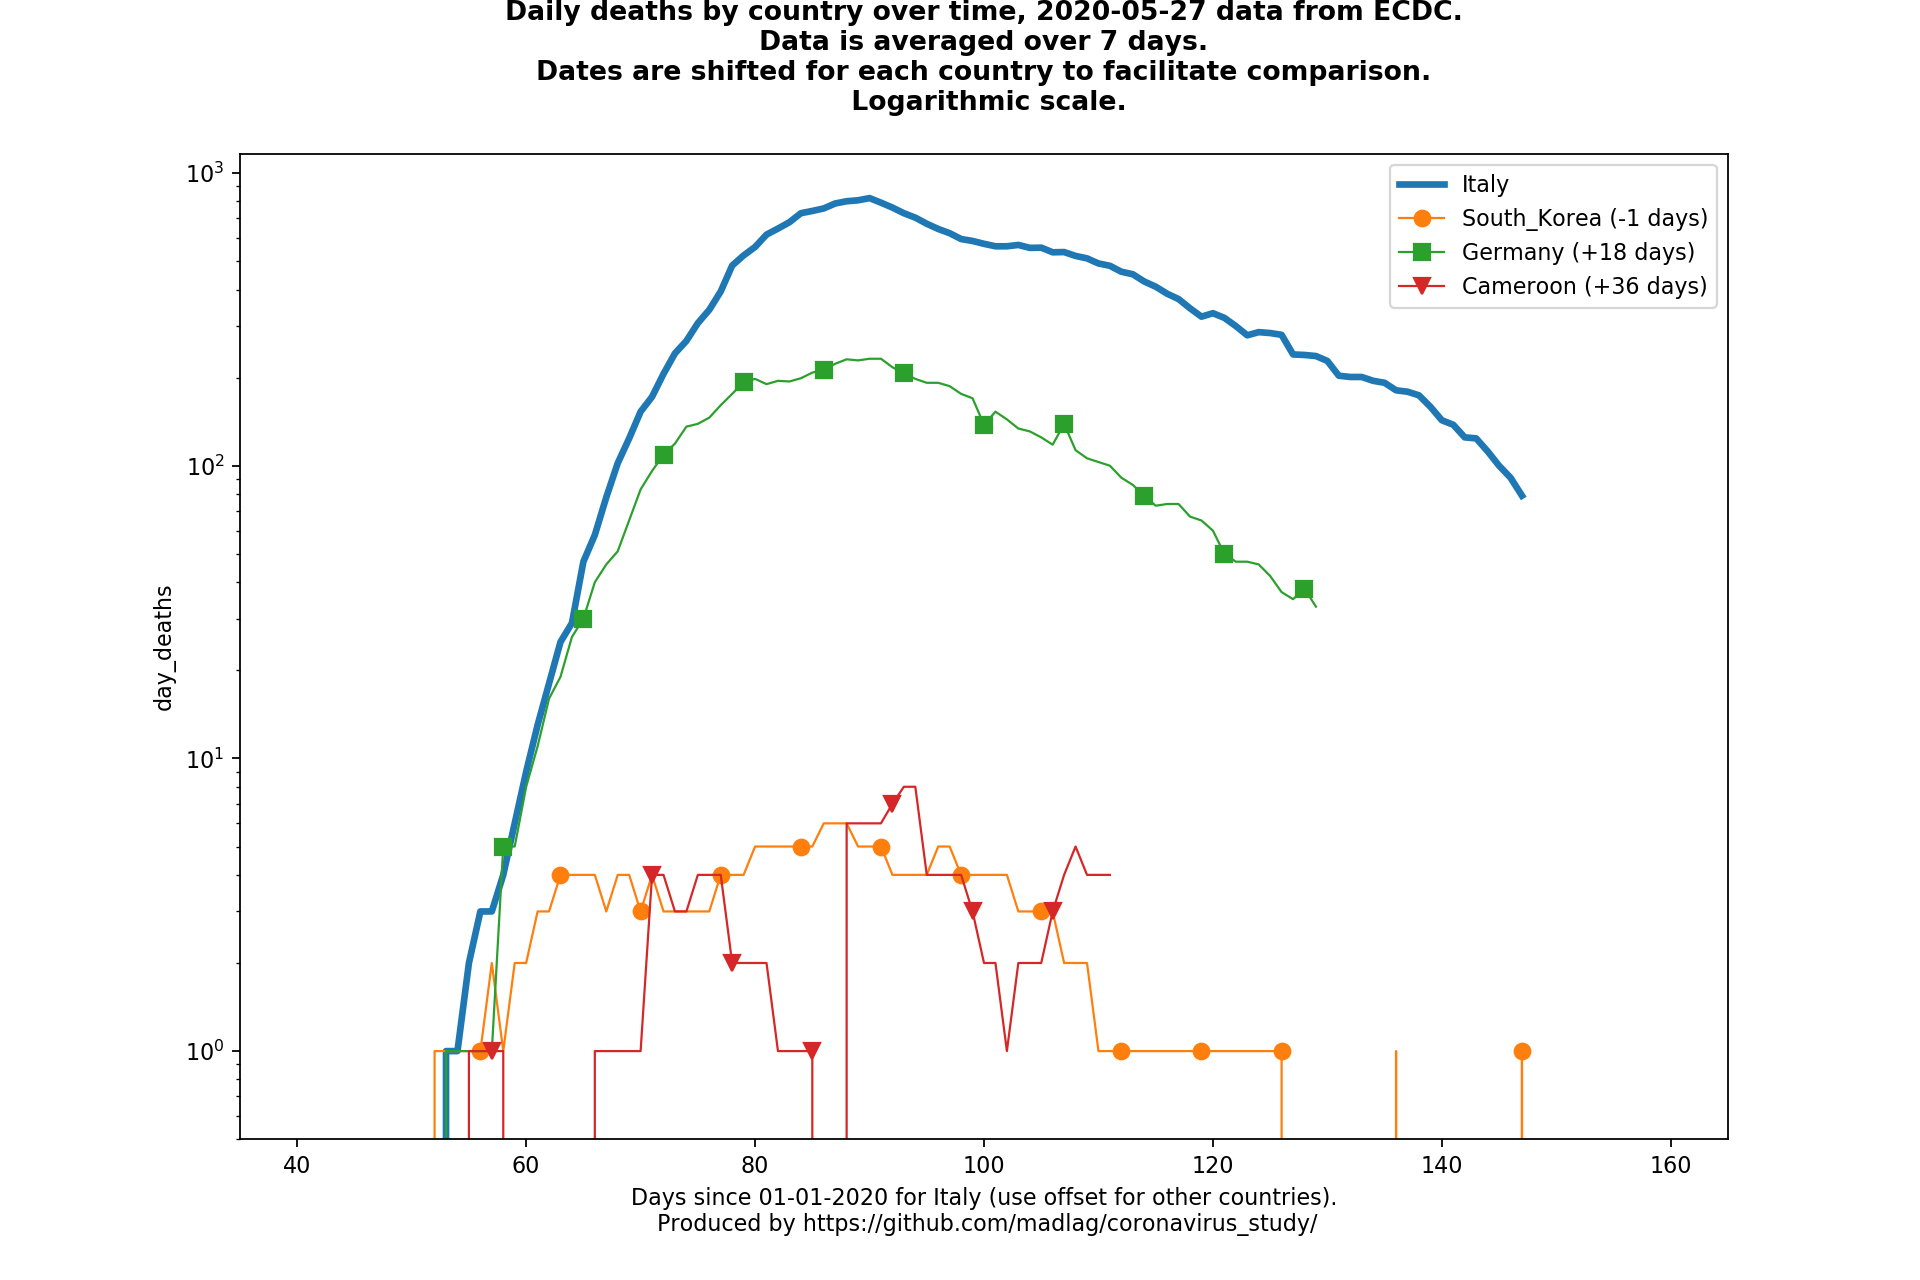 Daily deaths by country over time, 2020-05-27 data from ECDC.
Data is averaged over 7 days.
Dates are shifted for each country to facilitate comparison.
Logarithmic scale.
10³
10²
10¹
10⁰
day_deaths
Italy
South_Korea (-1 days)
Germany (+18 days)
Cameroon (+36 days)
40 60 80 100 120 140 160
Days since 01-01-2020 for Italy (use offset for other countries).
Produced by https://github.com/madlag/coronavirus_study/